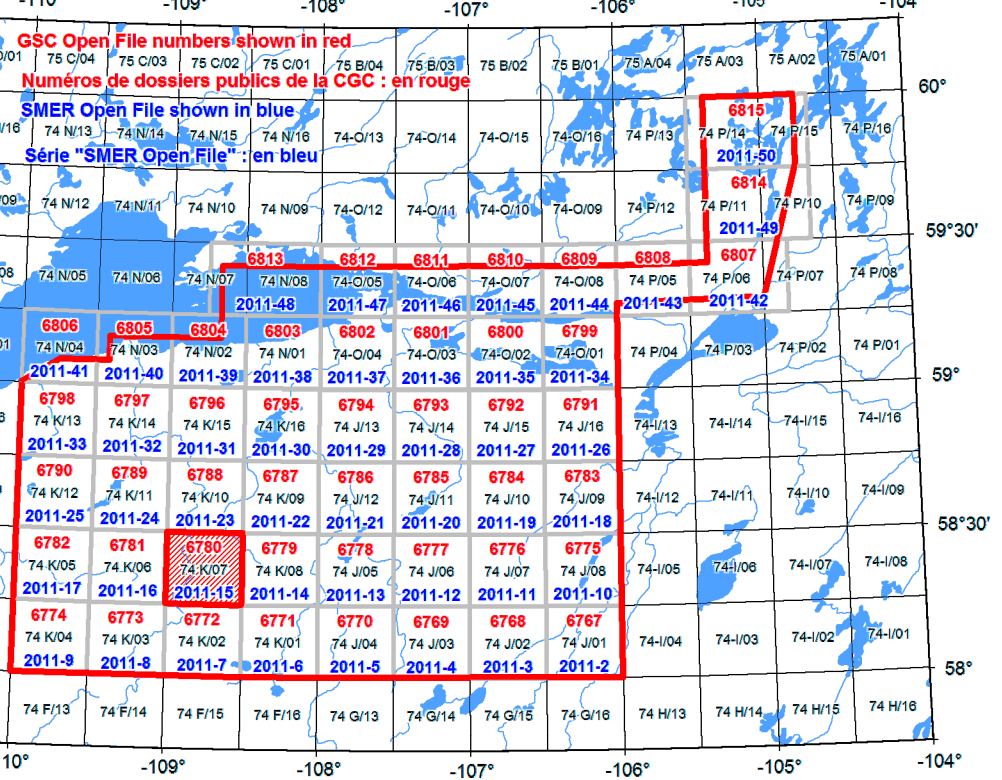 -110° -109° -108° -107° -106° -105° -104°
GSC Open File numbers shown in red
Numéros de dossiers publics de la CGC : en rouge
SMER Open File shown in blue
Série "SMER Open File" : en bleu
D/01 75 C/04 75 C/03 75 C/02 75 C/01 75 B/04 75 B/03 75 B/02 75 B/01 75 A/04 75 A/03 75 A/02 75 A/01
60°
6815
/16 74 N/13 74 N/14 74 N/15 74 N/16 74-O/13 74-O/14 74-O/15 74-O/16 74 P/13 74 P/14 74 P/15 74 P/16
2011-50
6814
/09 74 N/12 74 N/11 74 N/10 74 N/09 74-O/12 74-O/11 74-O/10 74-O/09 74 P/12 74 P/11 74 P/10 74 P/09
2011-49
59°30'
6813 6812 6811 6810 6809 6808 6807
08 74 N/05 74 N/06 74 N/07 74 N/08 74-O/05 74-O/06 74-O/07 74-O/08 74 P/05 74 P/06 74 P/07 74 P/08
2011-48 2011-47 2011-46 2011-45 2011-44 2011-43 2011-42
6806 6805 6804 6803 6802 6801 6800 6799
01 74 N/04 74 N/03 74 N/02 74 N/01 74-O/04 74-O/03 74-O/02 74-O/01 74 P/04 74 P/03 74 P/02 74 P/01
2011-41 2011-40 2011-39 2011-38 2011-37 2011-36 2011-35 2011-34
59°
6798 6797 6796 6795 6794 6793 6792 6791
74 K/13 74 K/14 74 K/15 74 K/16 74 J/13 74 J/14 74 J/15 74 J/16 74-I/13 74-I/14 74-I/15 74-I/16
2011-33 2011-32 2011-31 2011-30 2011-29 2011-28 2011-27 2011-26
6790 6789 6788 6787 6786 6785 6784 6783
74 K/12 74 K/11 74 K/10 74 K/09 74 J/12 74 J/11 74 J/10 74 J/09 74-I/12 74-I/11 74-I/10 74-I/09
2011-25 2011-24 2011-23 2011-22 2011-21 2011-20 2011-19 2011-18
58°30'
6782 6781 6780 6779 6778 6777 6776 6775
74 K/05 74 K/06 74 K/07 74 K/08 74 J/05 74 J/06 74 J/07 74 J/08 74-I/05 74-I/06 74-I/07 74-I/08
2011-17 2011-16 2011-15 2011-14 2011-13 2011-12 2011-11 2011-10
6774 6773 6772 6771 6770 6769 6768 6767
74 K/04 74 K/03 74 K/02 74 K/01 74 J/04 74 J/03 74 J/02 74 J/01 74-I/04 74-I/03 74-I/02 74-I/01
2011-9 2011-8 2011-7 2011-6 2011-5 2011-4 2011-3 2011-2
58°
74 F/13 74 F/14 74 F/15 74 F/16 74 G/13 74 G/14 74 G/15 74 G/16 74 H/13 74 H/14 74 H/15 74 H/16
10° -109° -108° -107° -106° -105° -104°